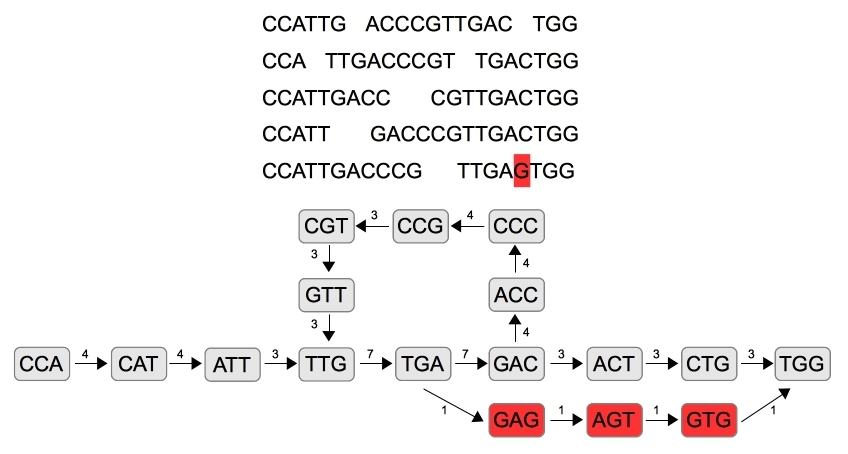 CCATTG ACCCGTTGAC TGG
CCA TTGACCCGT TGACTGG
CCATTGACC CGTTGACTGG
CCATT GACCCGTTGACTGG
CCATTGACCCG TTGAGTGG
CGT 3 CCG 4 CCC
3 4
GTT ACC
3 4
CCA 4 CAT 4 ATT 3 TTG 7 TGA 7 GAC 3 ACT 3 CTG 3 TGG
1 GAG 1 AGT 1 GTG 1